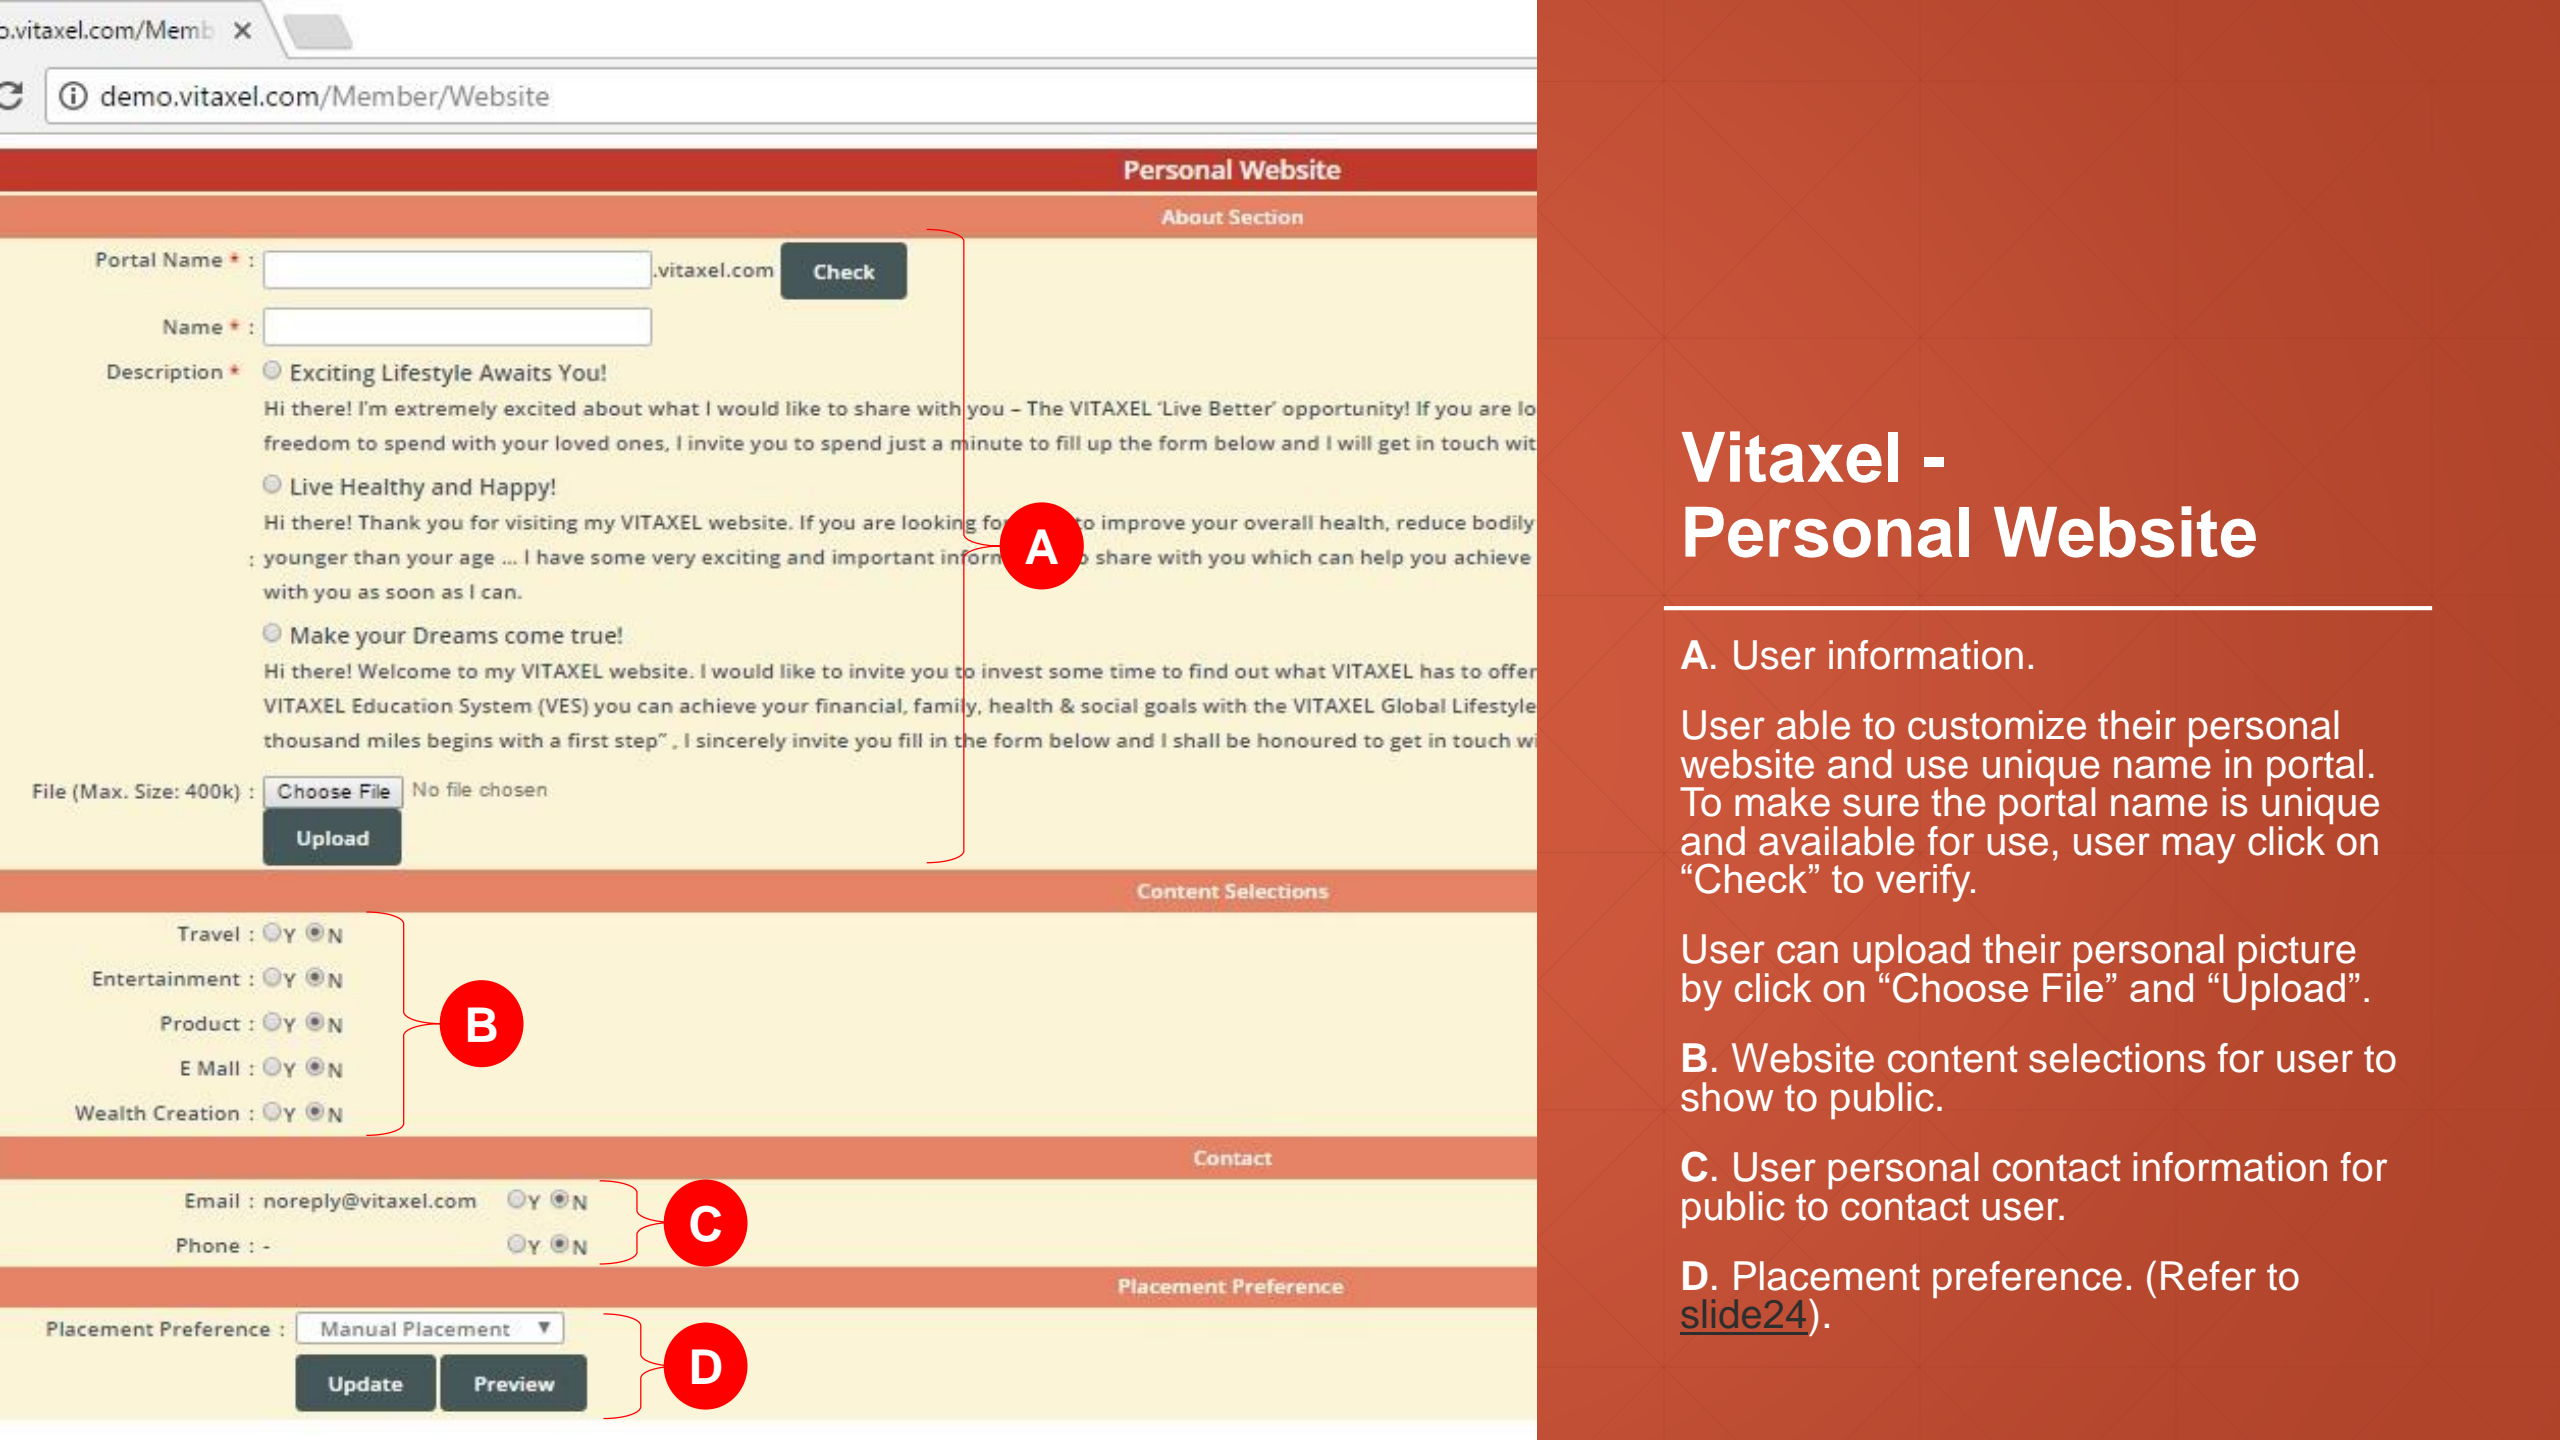 o.vitaxel.com/Memb
demo.vitaxel.com/Member/Website
Personal Website
About Section
Portal Name * : .vitaxel.com Check
Name * :
Description * Exciting Lifestyle Awaits You!
Hi there! I'm extremely excited about what I would like to share with you – The VITAXEL 'Live Better' opportunity! If you are lo
freedom to spend with your loved ones, I invite you to spend just a minute to fill up the form below and I will get in touch wit
Live Healthy and Happy!
Hi there! Thank you for visiting my VITAXEL website. If you are looking for to improve your overall health, reduce bodily
: younger than your age ... I have some very exciting and important inform share with you which can help you achieve
with you as soon as I can.
A
Make your Dreams come true!
Hi there! Welcome to my VITAXEL website. I would like to invite you to invest some time to find out what VITAXEL has to offer
VITAXEL Education System (VES) you can achieve your financial, family, health & social goals with the VITAXEL Global Lifestyle
thousand miles begins with a first step" , I sincerely invite you fill in the form below and I shall be honoured to get in touch wi
File (Max. Size: 400k) : Choose File No file chosen
Upload
Content Selections
Travel : Y N
Entertainment : Y N
Product : Y N
B
E Mall : Y N
Wealth Creation : Y N
Contact
Email : noreply@vitaxel.com Y N
C
Phone : - Y N
Placement Preference
Placement Preference : Manual Placement
D
Update Preview
Vitaxel -
Personal Website
A. User information.
User able to customize their personal
website and use unique name in portal.
To make sure the portal name is unique
and available for use, user may click on
“Check” to verify.
User can upload their personal picture
by click on “Choose File” and “Upload”.
B. Website content selections for user to
show to public.
C. User personal contact information for
public to contact user.
D. Placement preference. (Refer to
slide24).